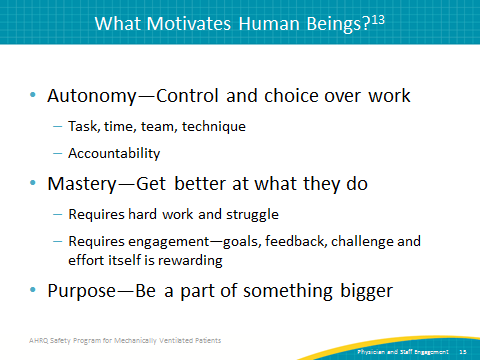 What Motivates Human Beings?13
• Autonomy—Control and choice over work
– Task, time, team, technique
– Accountability
• Mastery—Get better at what they do
– Requires hard work and struggle
– Requires engagement—goals, feedback, challenge and
effort itself is rewarding
• Purpose—Be a part of something bigger
AHRQ Safety Program for Mechanically Ventilated Patients
Physician and Staff Engagement 15